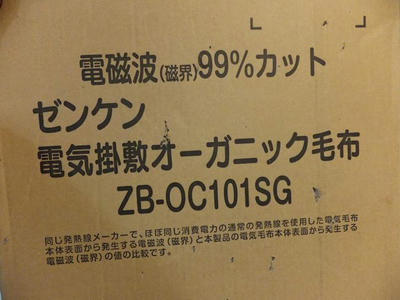 電磁波(磁界)99%カット
ゼンケン
電気掛敷オーガニック毛布
ZB-OC101SG
同じ発熱線メーカーで、ほぼ同じ消費電力の通常の発熱線を使用した電気毛布
本体表面から発生する電磁波(磁界)と本製品の電気毛布本体表面から発生する
電磁波(磁界)の値の比較です。